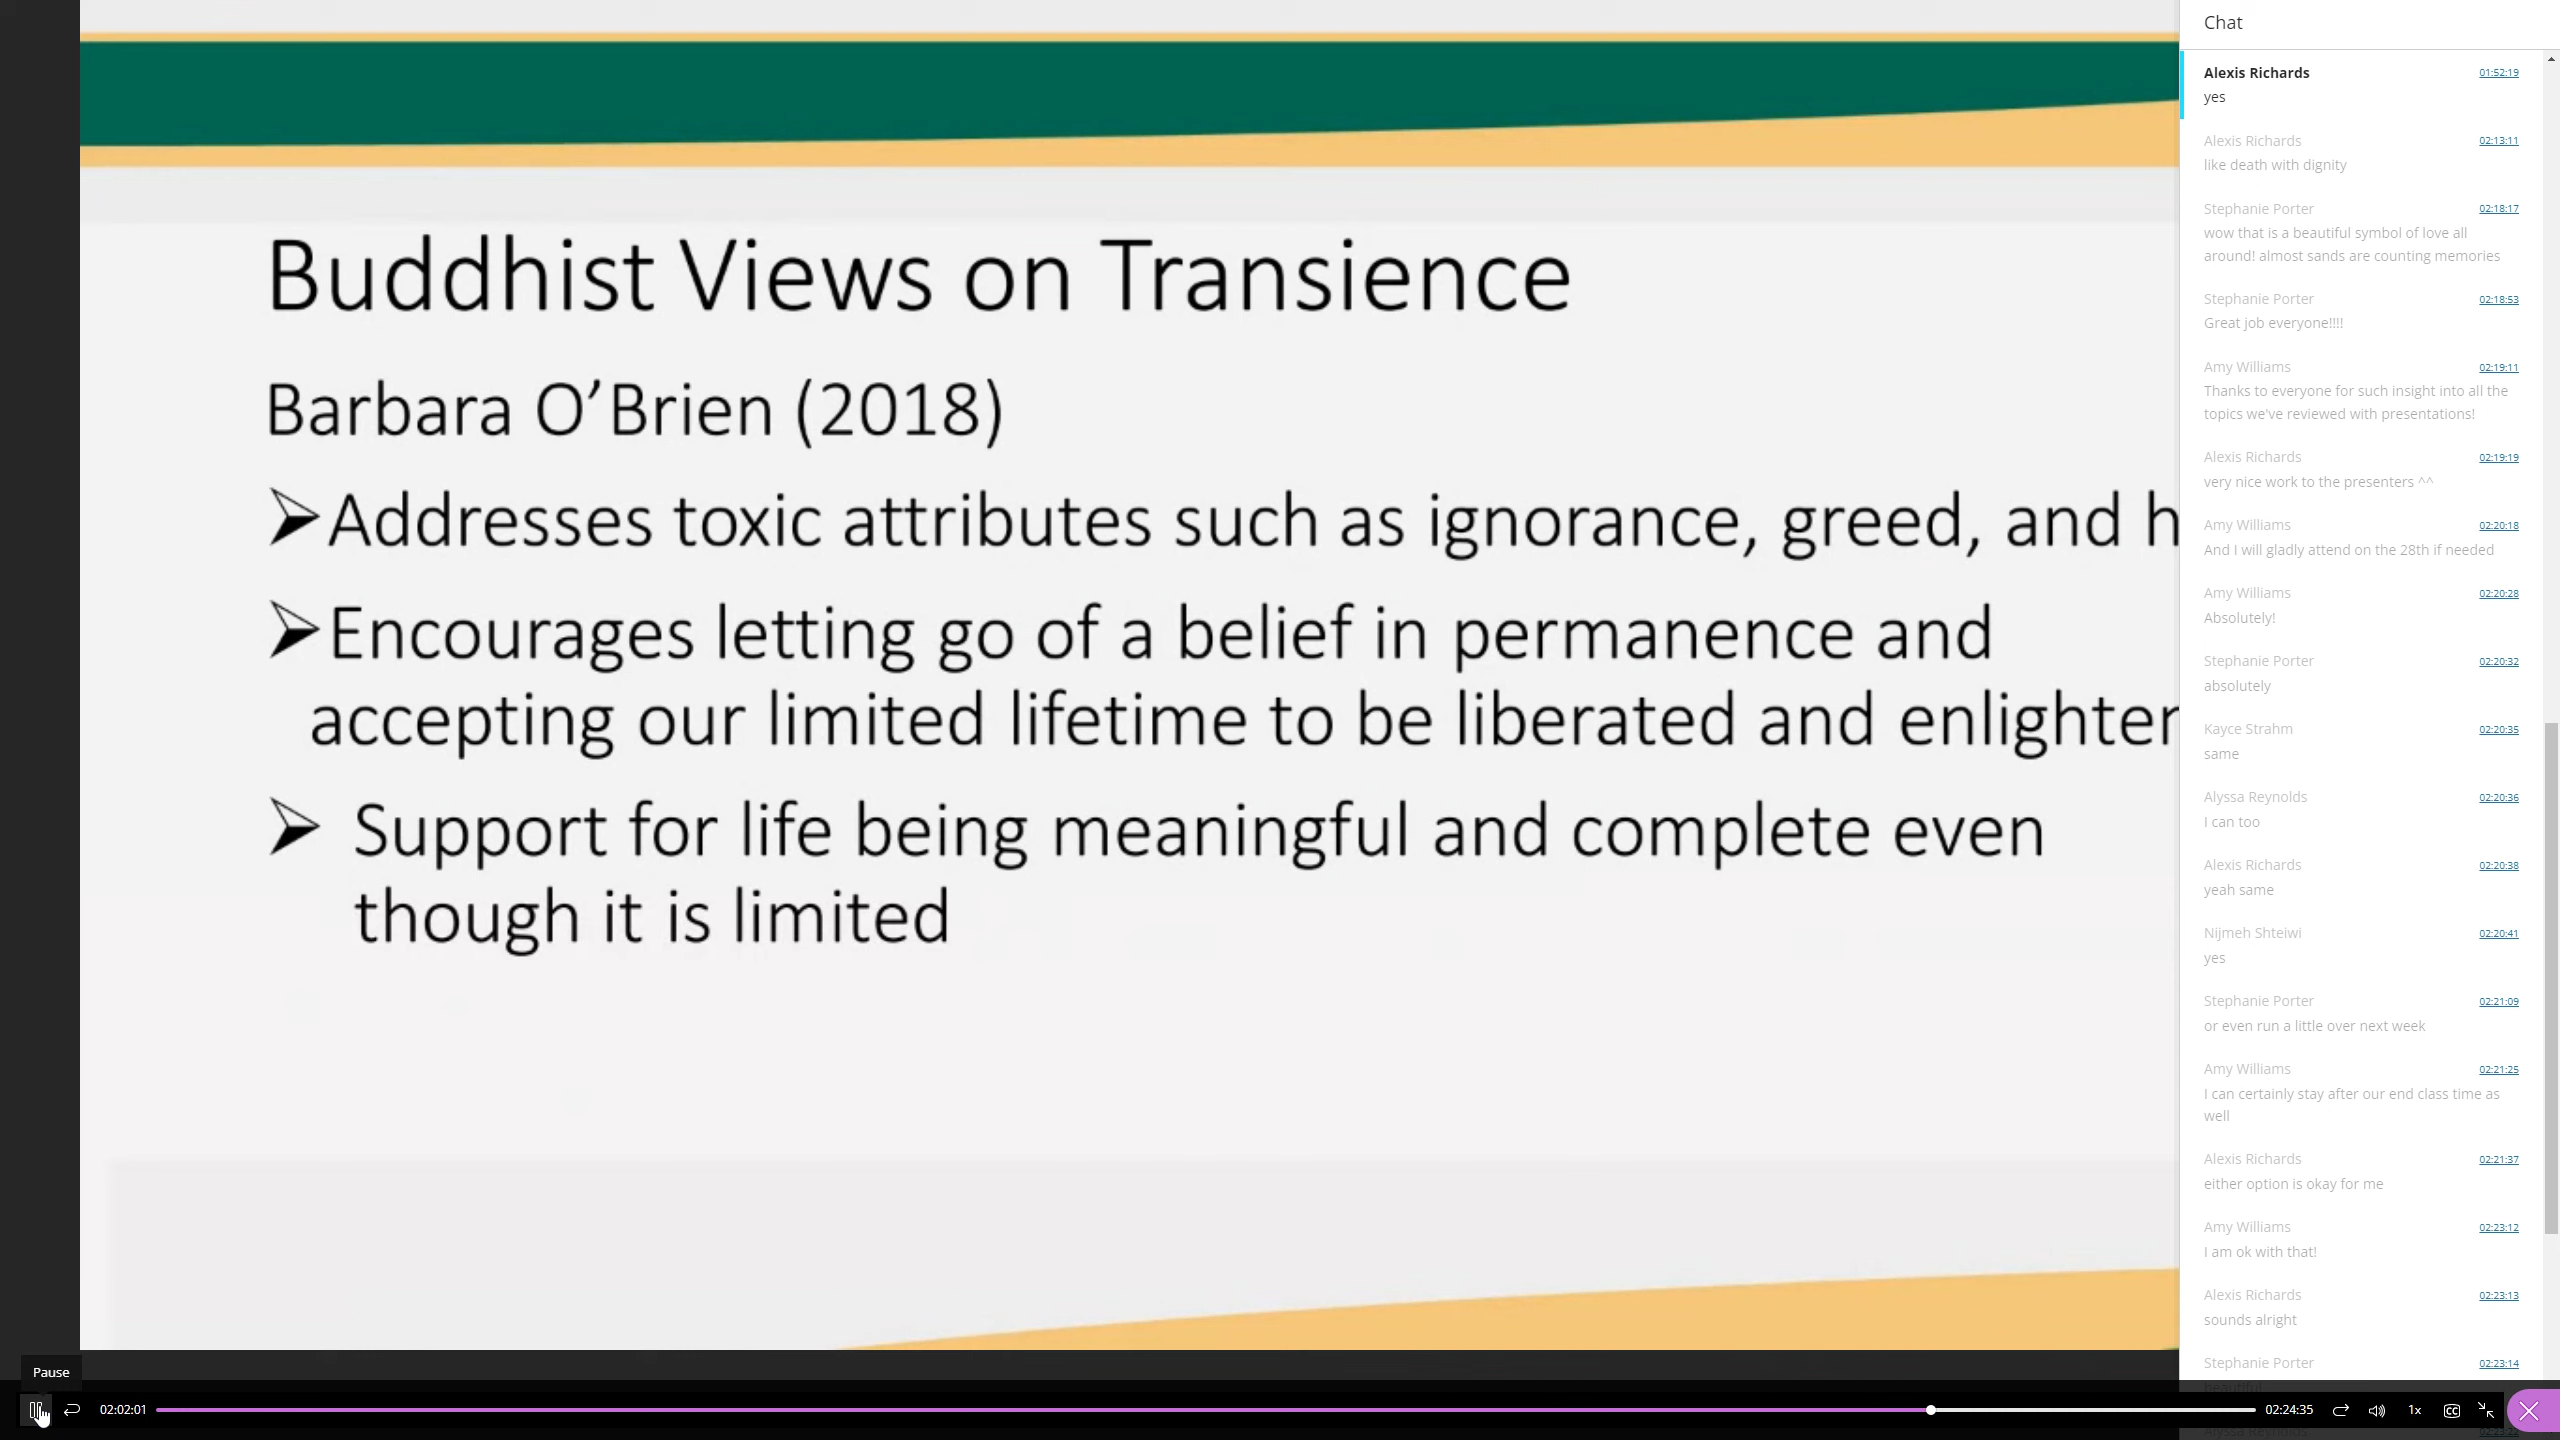 Buddhist Views on Transience
Barbara O’Brien (2018)
➢Addresses toxic attributes such as ignorance, greed, and h
➢Encourages letting go of a belief in permanence and
accepting our limited lifetime to be liberated and enlighten
➢ Support for life being meaningful and complete even
though it is limited
Chat
Alexis Richards 01:52:19
yes
Alexis Richards 02:13:11
like death with dignity
Stephanie Porter 02:18:17
wow that is a beautiful symbol of love all
around! almost sands are counting memories
Stephanie Porter 02:18:53
Great job everyone!!!!
Amy Williams 02:19:11
Thanks to everyone for such insight into all the
topics we've reviewed with presentations!
Alexis Richards 02:19:19
very nice work to the presenters ^^
Amy Williams 02:20:18
And I will gladly attend on the 28th if needed
Amy Williams 02:20:28
Absolutely!
Stephanie Porter 02:20:32
absolutely
Kayce Strahm 02:20:35
same
Alyssa Reynolds 02:20:36
I can too
Alexis Richards 02:20:38
yeah same
Nijmeh Shteiwi 02:20:41
yes
Stephanie Porter 02:21:09
or even run a little over next week
Amy Williams 02:21:25
I can certainly stay after our end class time as
well
Alexis Richards 02:21:37
either option is okay for me
Amy Williams 02:23:12
I am ok with that!
Alexis Richards 02:23:13
sounds alright
Stephanie Porter 02:23:14
Pause
02:02:01
02:24:35
1x
CC